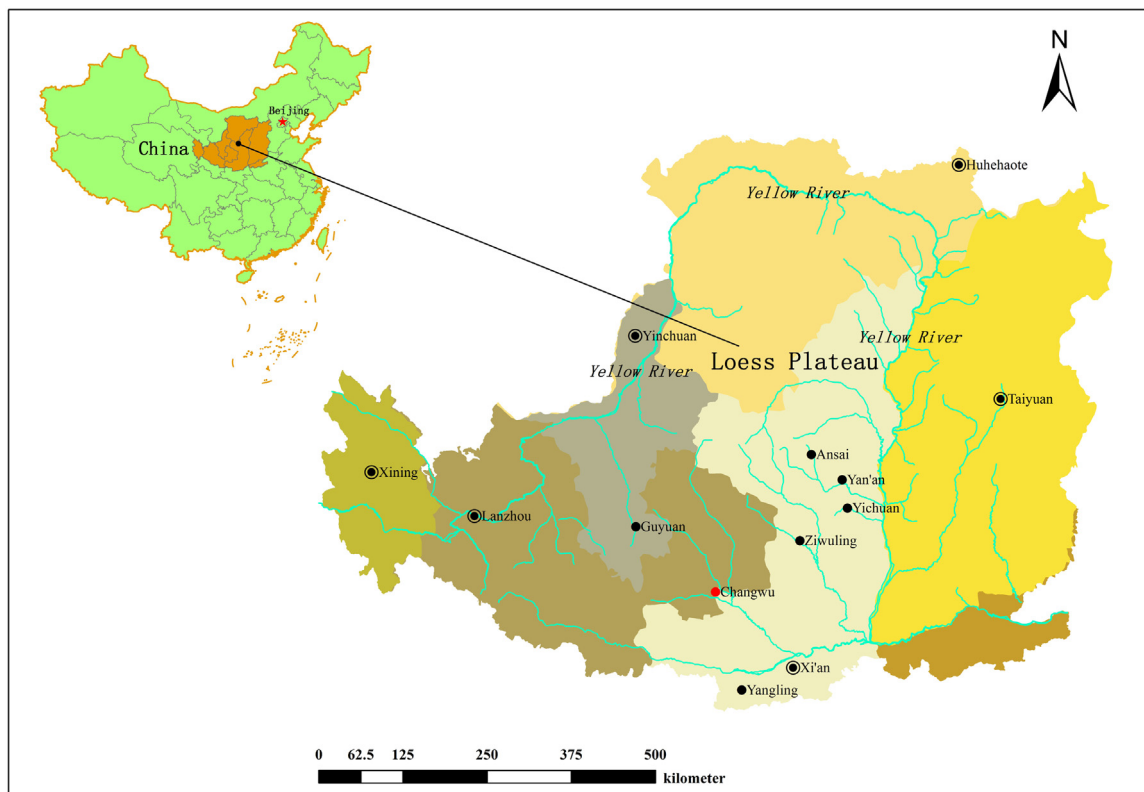 N
Beijing
China
Huhehaote
Yellow River
Yinchuan
Yellow River
Loess Plateau
Yellow River
Taiyuan
Ansai
Xining
Yan'an
Yichuan
Lanzhou
Guyuan
Ziwuling
Changwu
Xi'an
Yangling
0 62.5 125 250 375 500
kilometer